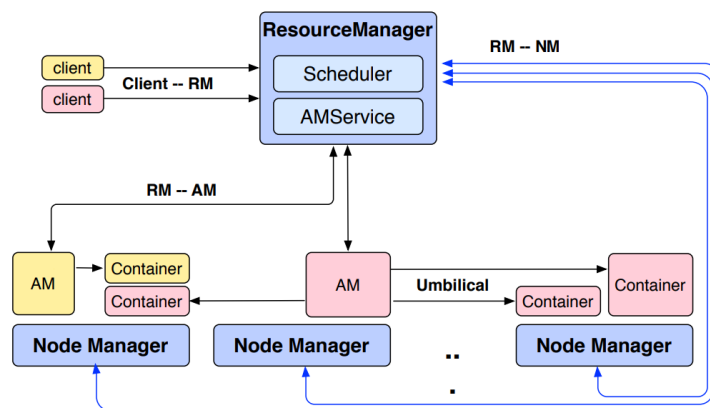 ResourceManager
RM -- NM
client
Scheduler
Client -- RM
client
AMService
RM -- AM
AM
Container
Container
AM
Umbilical
Container
Container
Node Manager
Node Manager
..
.
Node Manager